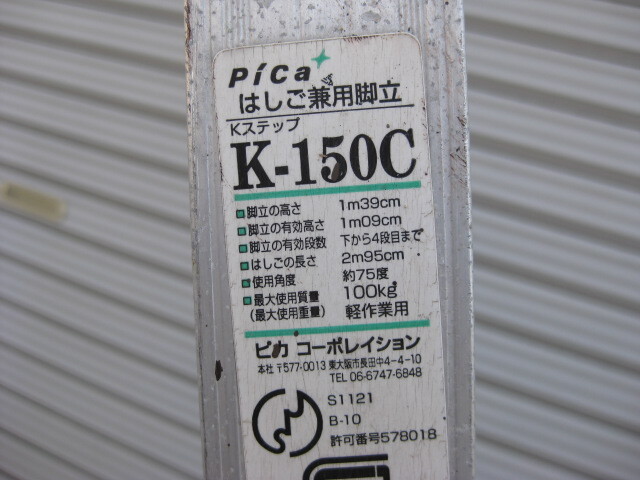 Pica
はしご兼用脚立
Kステップ
K-150C
脚立の高さ 1m39cm
脚立の有効高さ 1m09cm
脚立の有効段数 下から4段目まで
はしごの長さ 2m95cm
使用角度 約75度
最大使用質量 100kg
(最大使用重量) 軽作業用
ピカ コーポレイション
本社 〒577-0013 東大阪市長田中4-4-10
TEL 06-6747-6848
S1121
B-10
許可番号578018